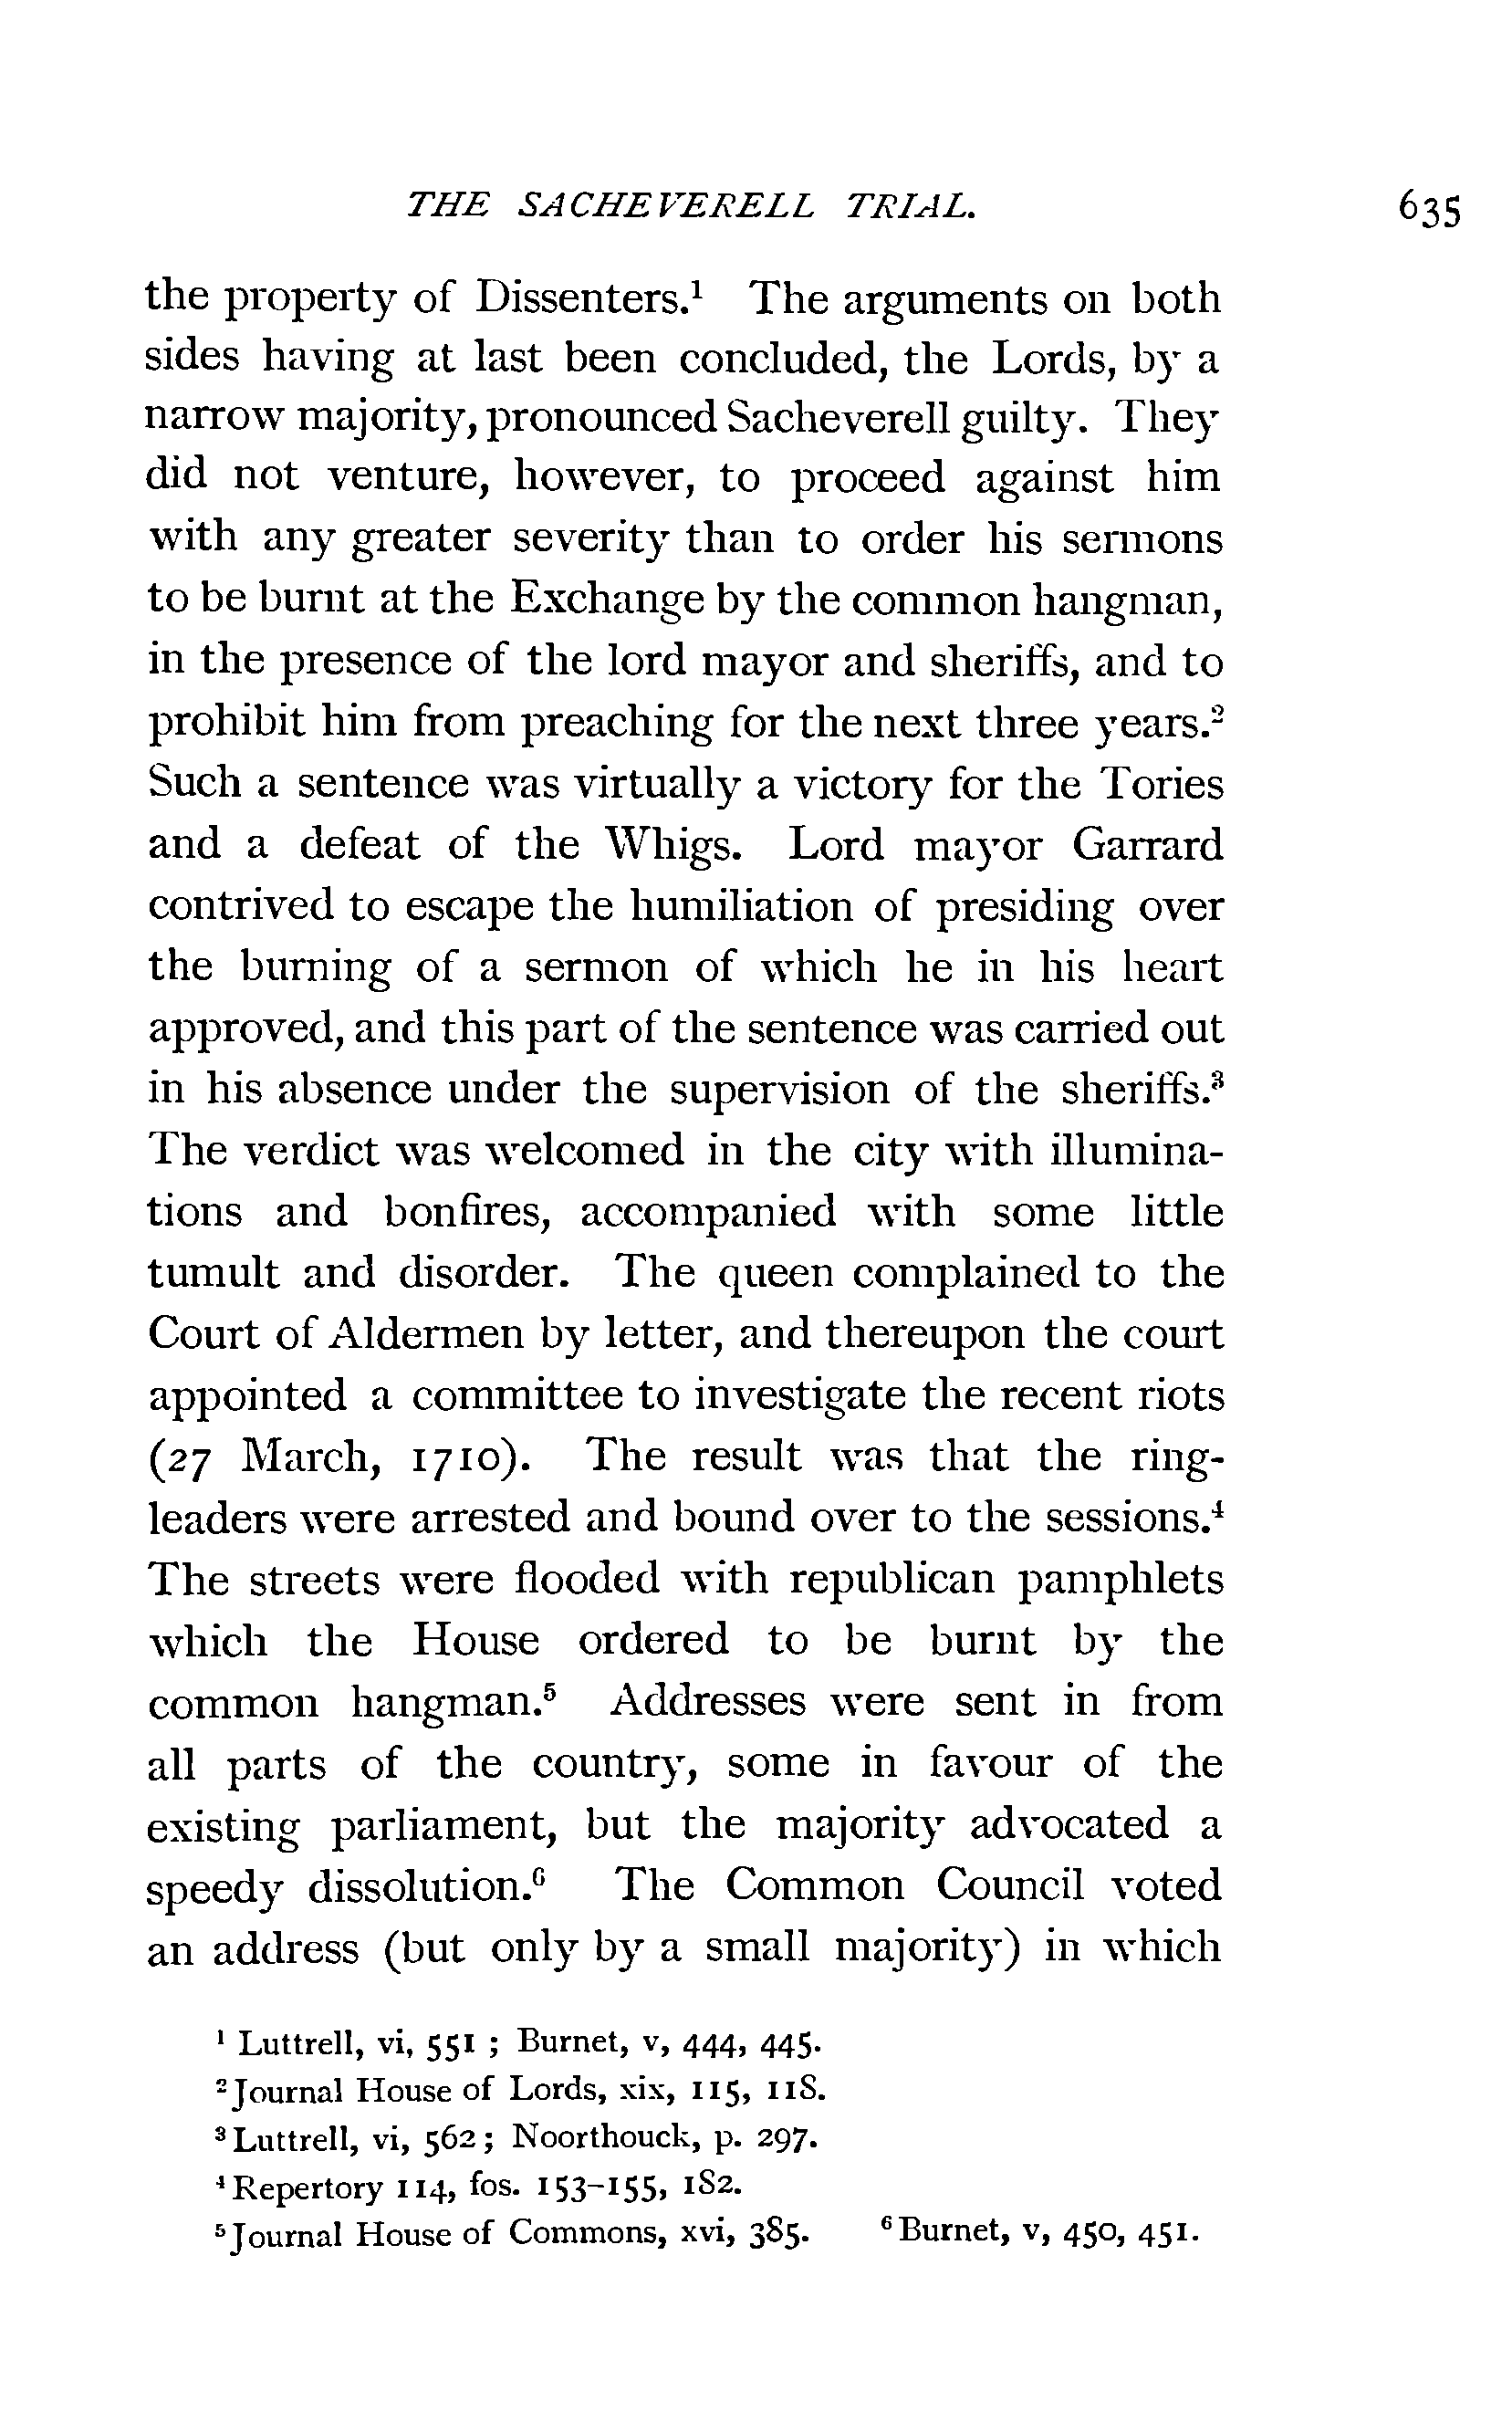 THE SACHEVERELL TRIAL. 635
the property of Dissenters.¹ The arguments on both
sides having at last been concluded, the Lords, by a
narrow majority, pronounced Sacheverell guilty. They
did not venture, however, to proceed against him
with any greater severity than to order his sermons
to be burnt at the Exchange by the common hangman,
in the presence of the lord mayor and sheriffs, and to
prohibit him from preaching for the next three years.²
Such a sentence was virtually a victory for the Tories
and a defeat of the Whigs. Lord mayor Garrard
contrived to escape the humiliation of presiding over
the burning of a sermon of which he in his heart
approved, and this part of the sentence was carried out
in his absence under the supervision of the sheriffs.³
The verdict was welcomed in the city with illumina-
tions and bonfires, accompanied with some little
tumult and disorder. The queen complained to the
Court of Aldermen by letter, and thereupon the court
appointed a committee to investigate the recent riots
(27 March, 1710). The result was that the ring-
leaders were arrested and bound over to the sessions.⁴
The streets were flooded with republican pamphlets
which the House ordered to be burnt by the
common hangman.⁵ Addresses were sent in from
all parts of the country, some in favour of the
existing parliament, but the majority advocated a
speedy dissolution.⁶ The Common Council voted
an address (but only by a small majority) in which
¹ Luttrell, vi, 551 ; Burnet, v, 444, 445.
² Journal House of Lords, xix, 115, 118.
³ Luttrell, vi, 562; Noorthouck, p. 297.
⁴ Repertory 114, fos. 153-155, 182.
⁵ Journal House of Commons, xvi, 385. ⁶ Burnet, v, 450, 451.